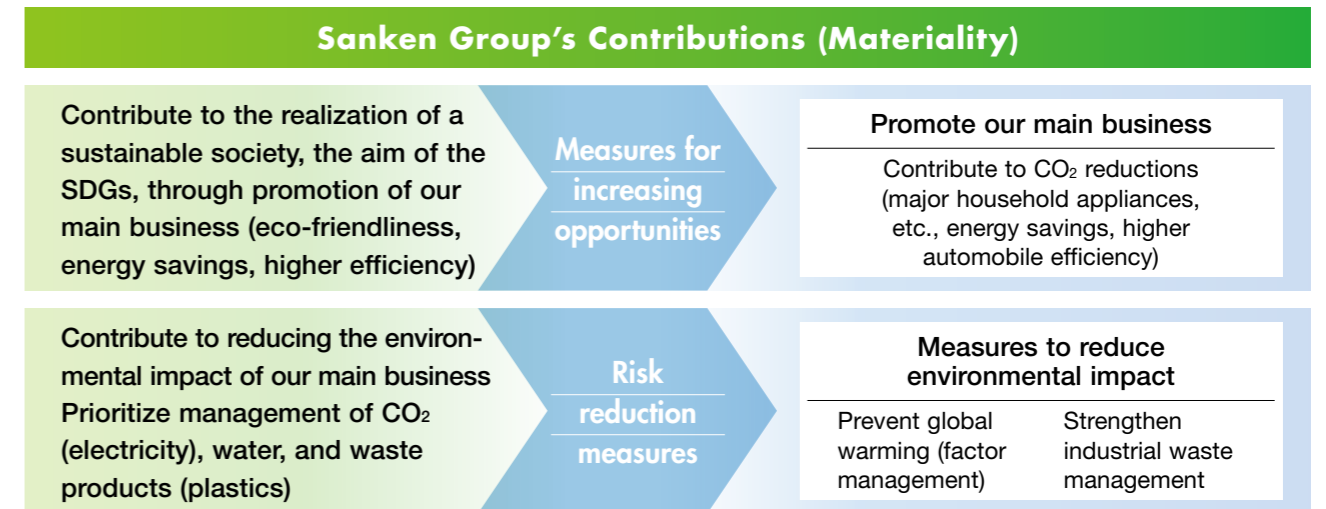 Sanken Group's Contributions (Materiality)
Contribute to the realization of a
sustainable society, the aim of the
SDGs, through promotion of our
main business (eco-friendliness,
energy savings, higher efficiency)
Measures for
increasing
opportunities
Promote our main business
Contribute to CO₂ reductions
(major household appliances,
etc., energy savings, higher
automobile efficiency)
Contribute to reducing the environ-
mental impact of our main business
Prioritize management of CO₂
(electricity), water, and waste
products (plastics)
Risk
reduction
measures
Measures to reduce
environmental impact
Prevent global
warming (factor
management)
Strengthen
industrial waste
management